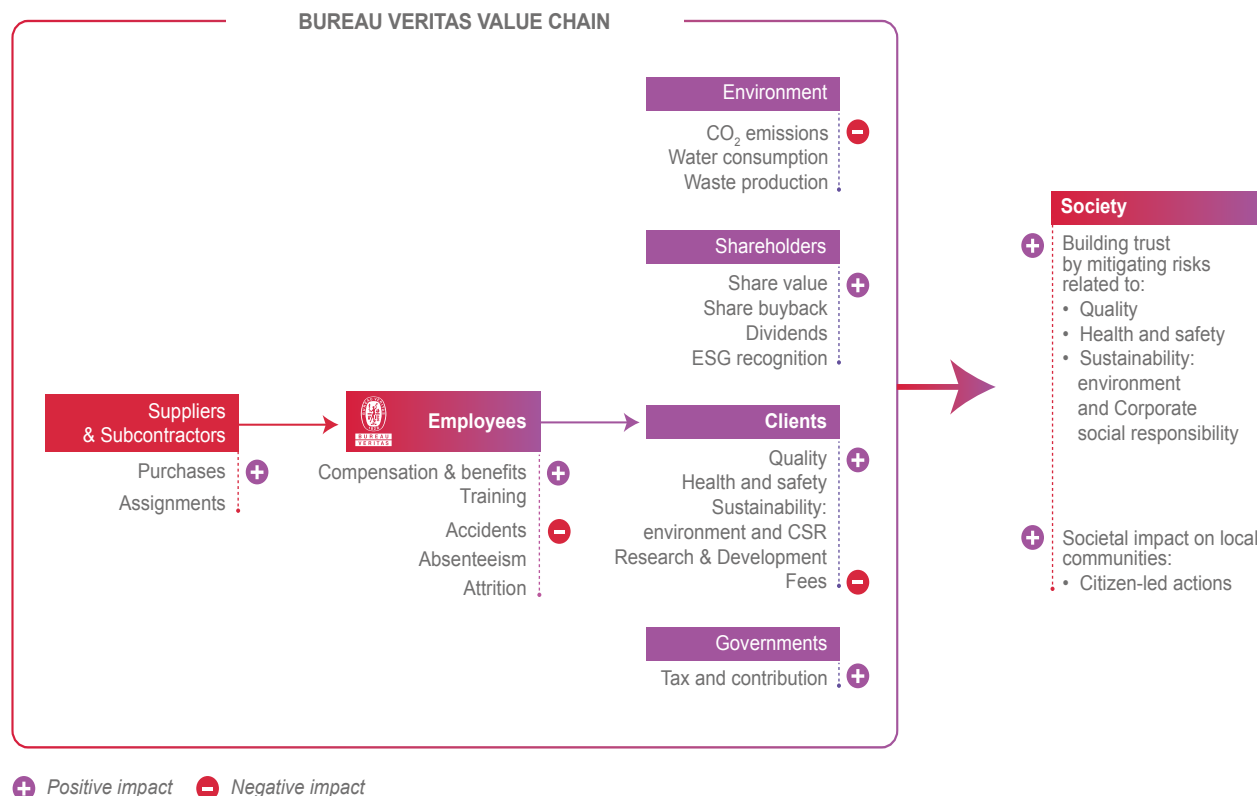 BUREAU VERITAS VALUE CHAIN
Environment
CO₂ emissions
Water consumption
Waste production
Shareholders
Share value
Share buyback
Dividends
ESG recognition
Suppliers
& Subcontractors
Purchases
Assignments
BUREAU
VERITAS
Employees
Compensation & benefits
Training
Accidents
Absenteeism
Attrition
Clients
Quality
Health and safety
Sustainability:
environment and CSR
Research & Development
Fees
Governments
Tax and contribution
Society
Building trust
by mitigating risks
related to:
• Quality
• Health and safety
• Sustainability:
environment
and Corporate
social responsibility
Societal impact on local
communities:
• Citizen-led actions
Positive impact
Negative impact